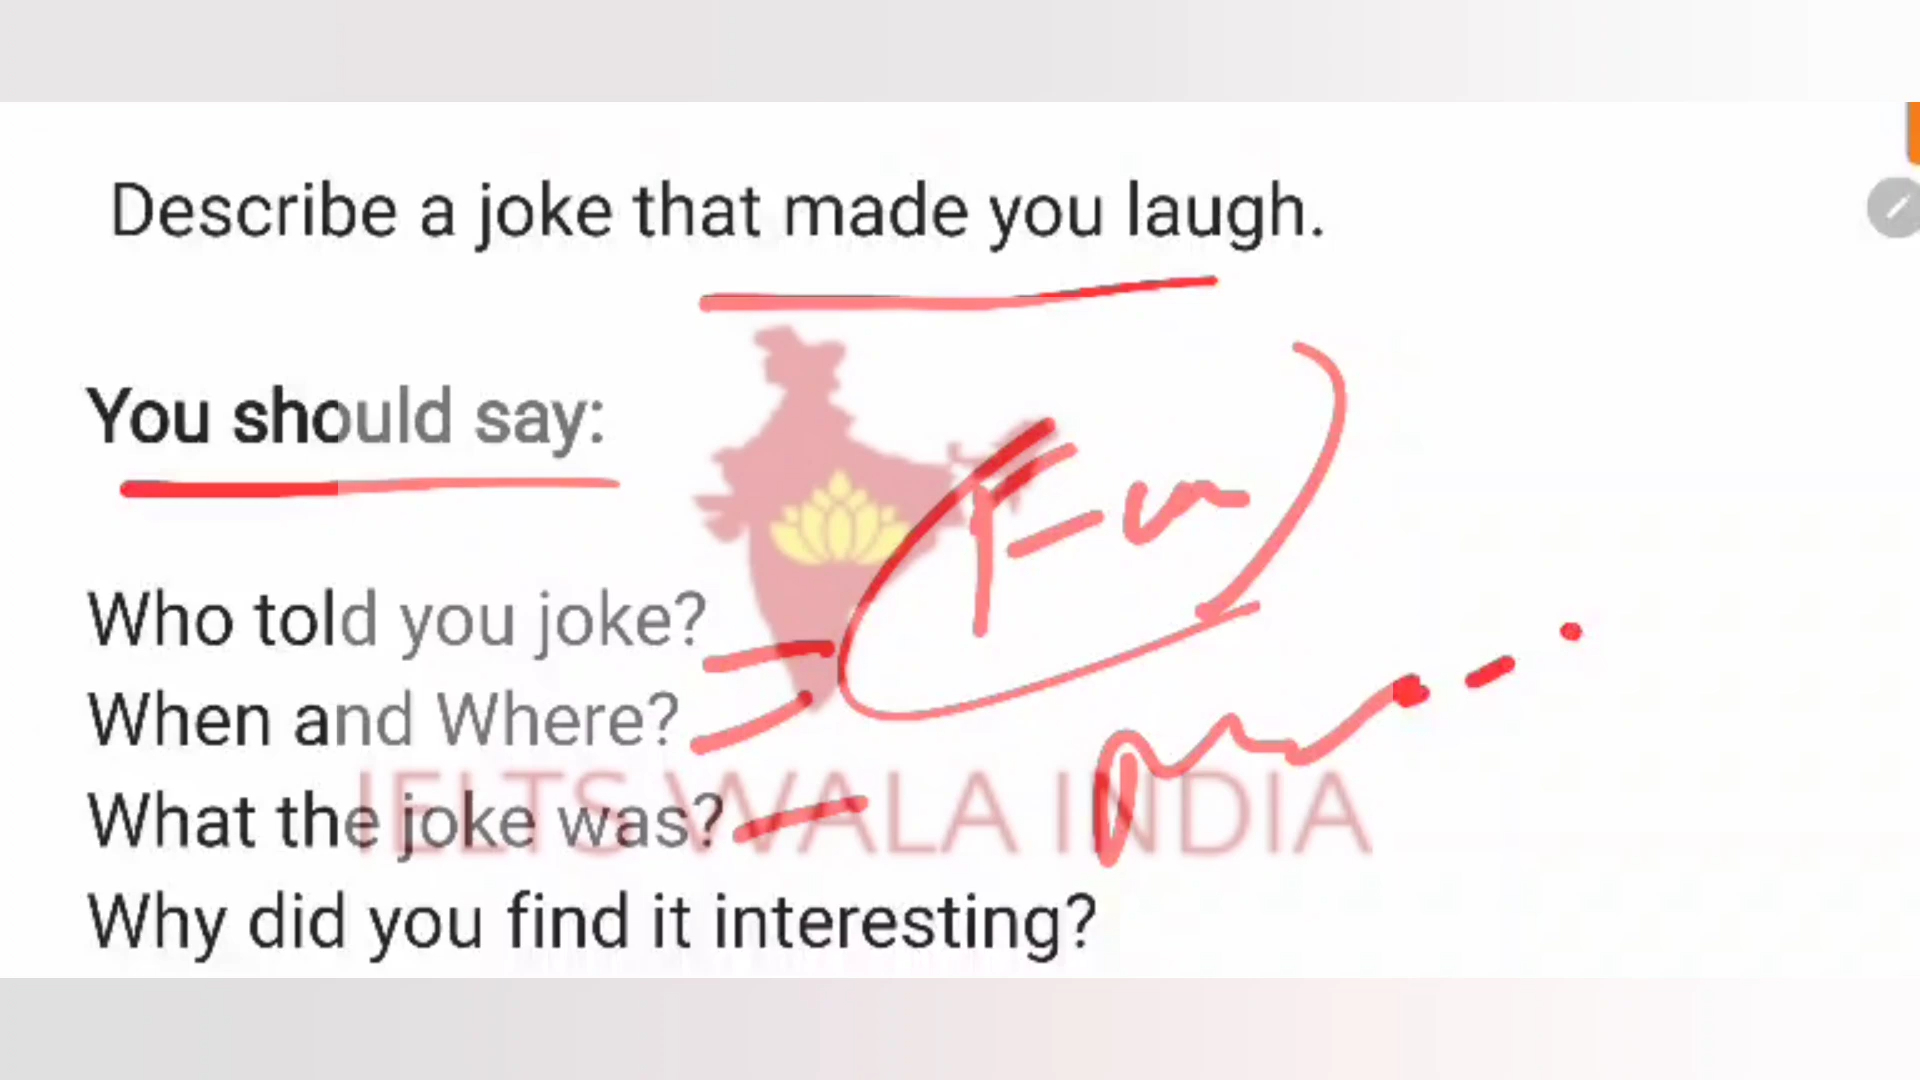 Describe a joke that made you laugh.
You should say:
Who told you joke?
When and Where?
What the joke was?
IELTS WALA INDIA
Why did you find it interesting?